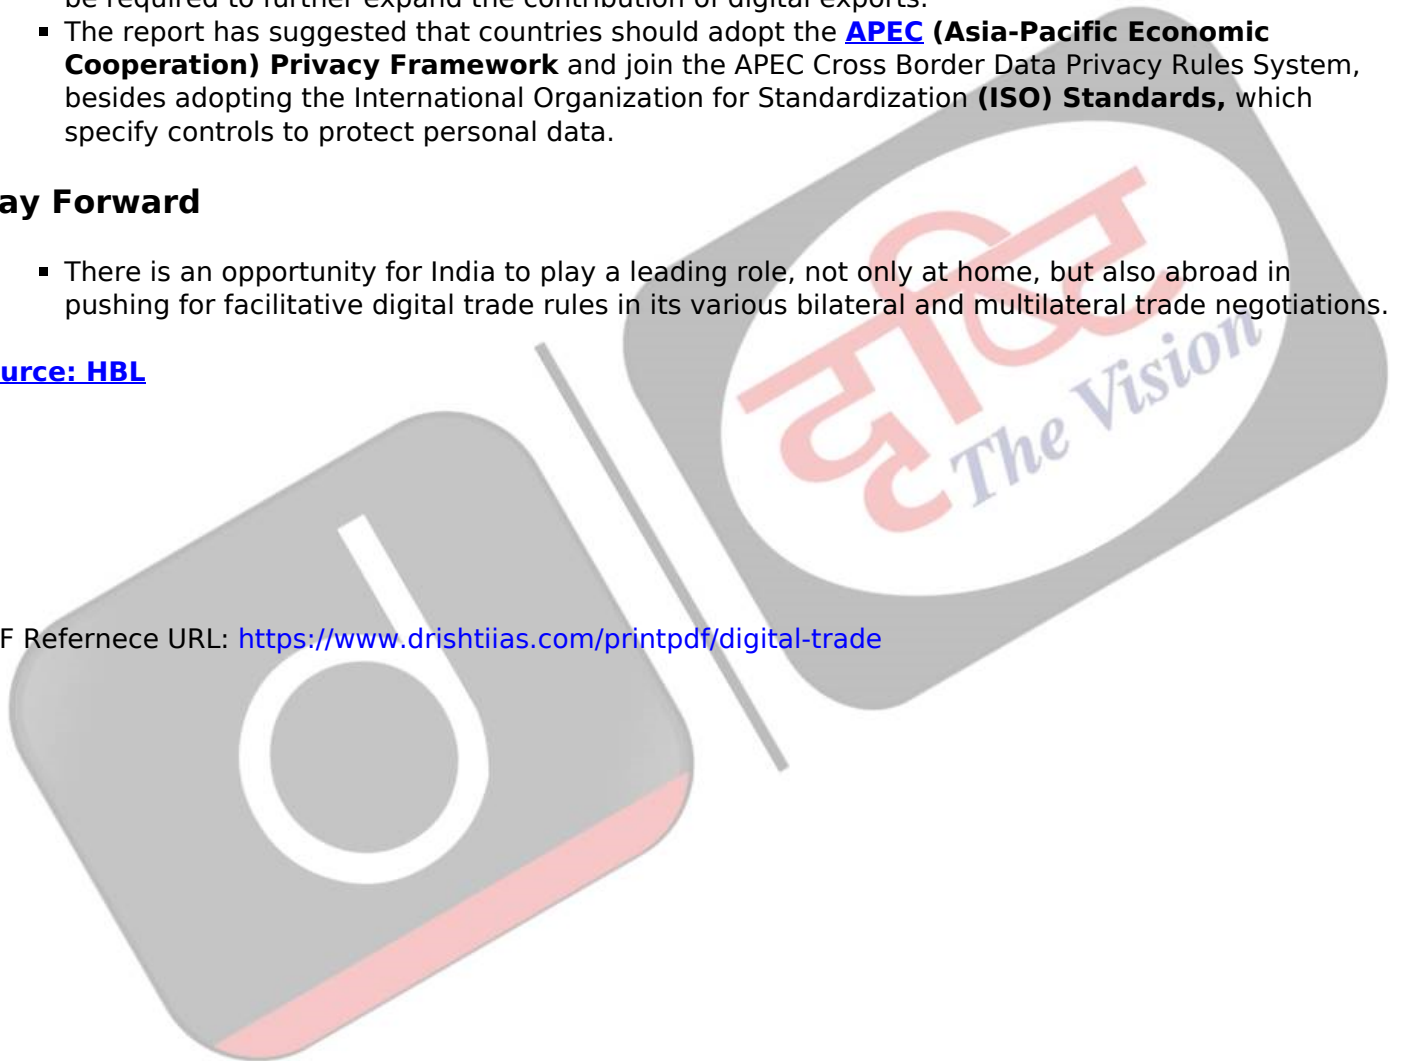 be required to further expand the contribution of digital exports.
The report has suggested that countries should adopt the APEC (Asia-Pacific Economic
Cooperation) Privacy Framework and join the APEC Cross Border Data Privacy Rules System,
besides adopting the International Organization for Standardization (ISO) Standards, which
specify controls to protect personal data.
ay Forward
There is an opportunity for India to play a leading role, not only at home, but also abroad in
pushing for facilitative digital trade rules in its various bilateral and multilateral trade negotiations.
urce: HBL
दृष्टि
The Vision
F Refernece URL: https://www.drishtiias.com/printpdf/digital-trade